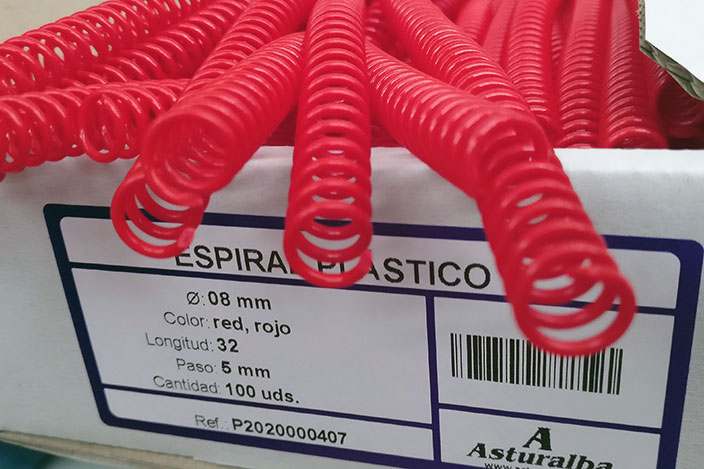 ESPIRAL PLASTICO
Ø: 08 mm
Color: red, rojo
Longitud: 32
Paso: 5 mm
Cantidad: 100 uds.
Ref.: P2020000407
A
Asturalba